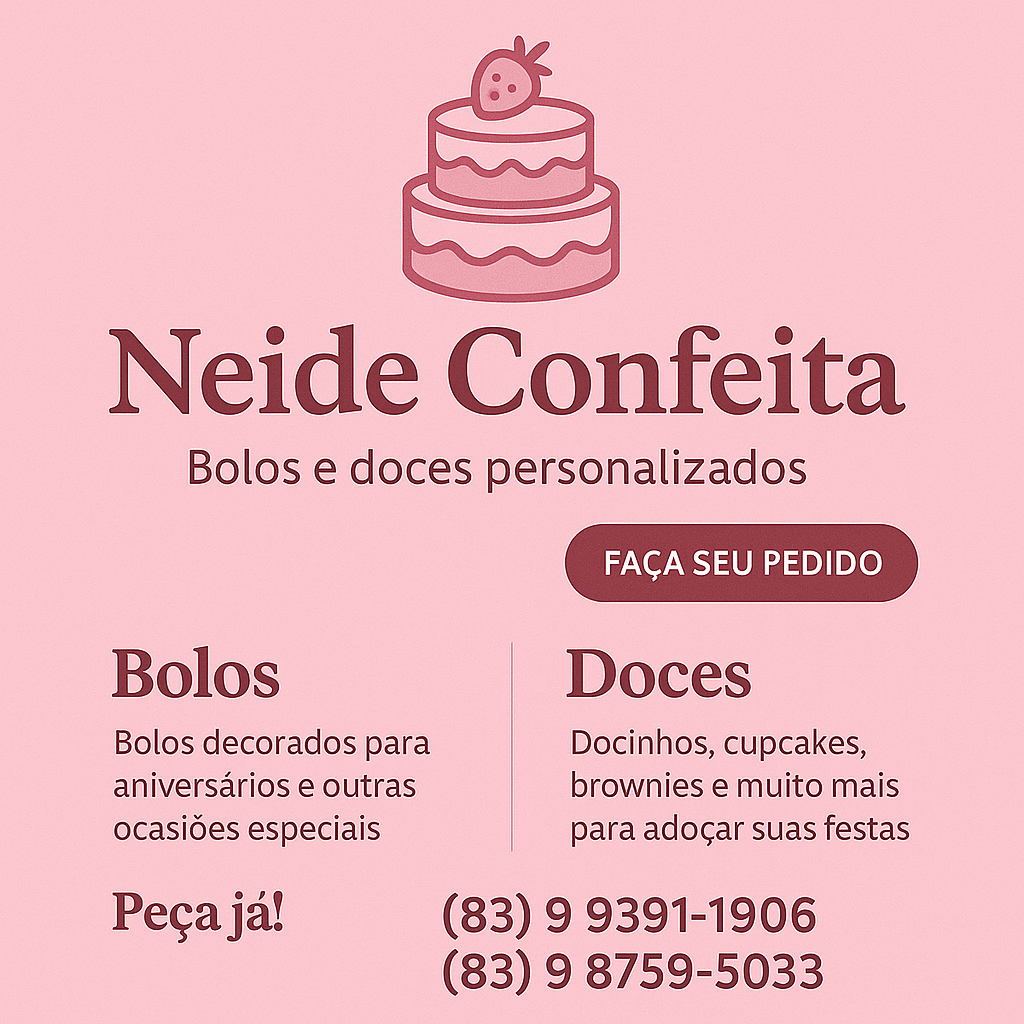 Neide Confeita
Bolos e doces personalizados
FAÇA SEU PEDIDO
Bolos
Bolos decorados para
aniversários e outras
ocasiões especiais
Doces
Docinhos, cupcakes,
brownies e muito mais
para adoçar suas festas
Peça já!
(83) 9 9391-1906
(83) 9 8759-5033